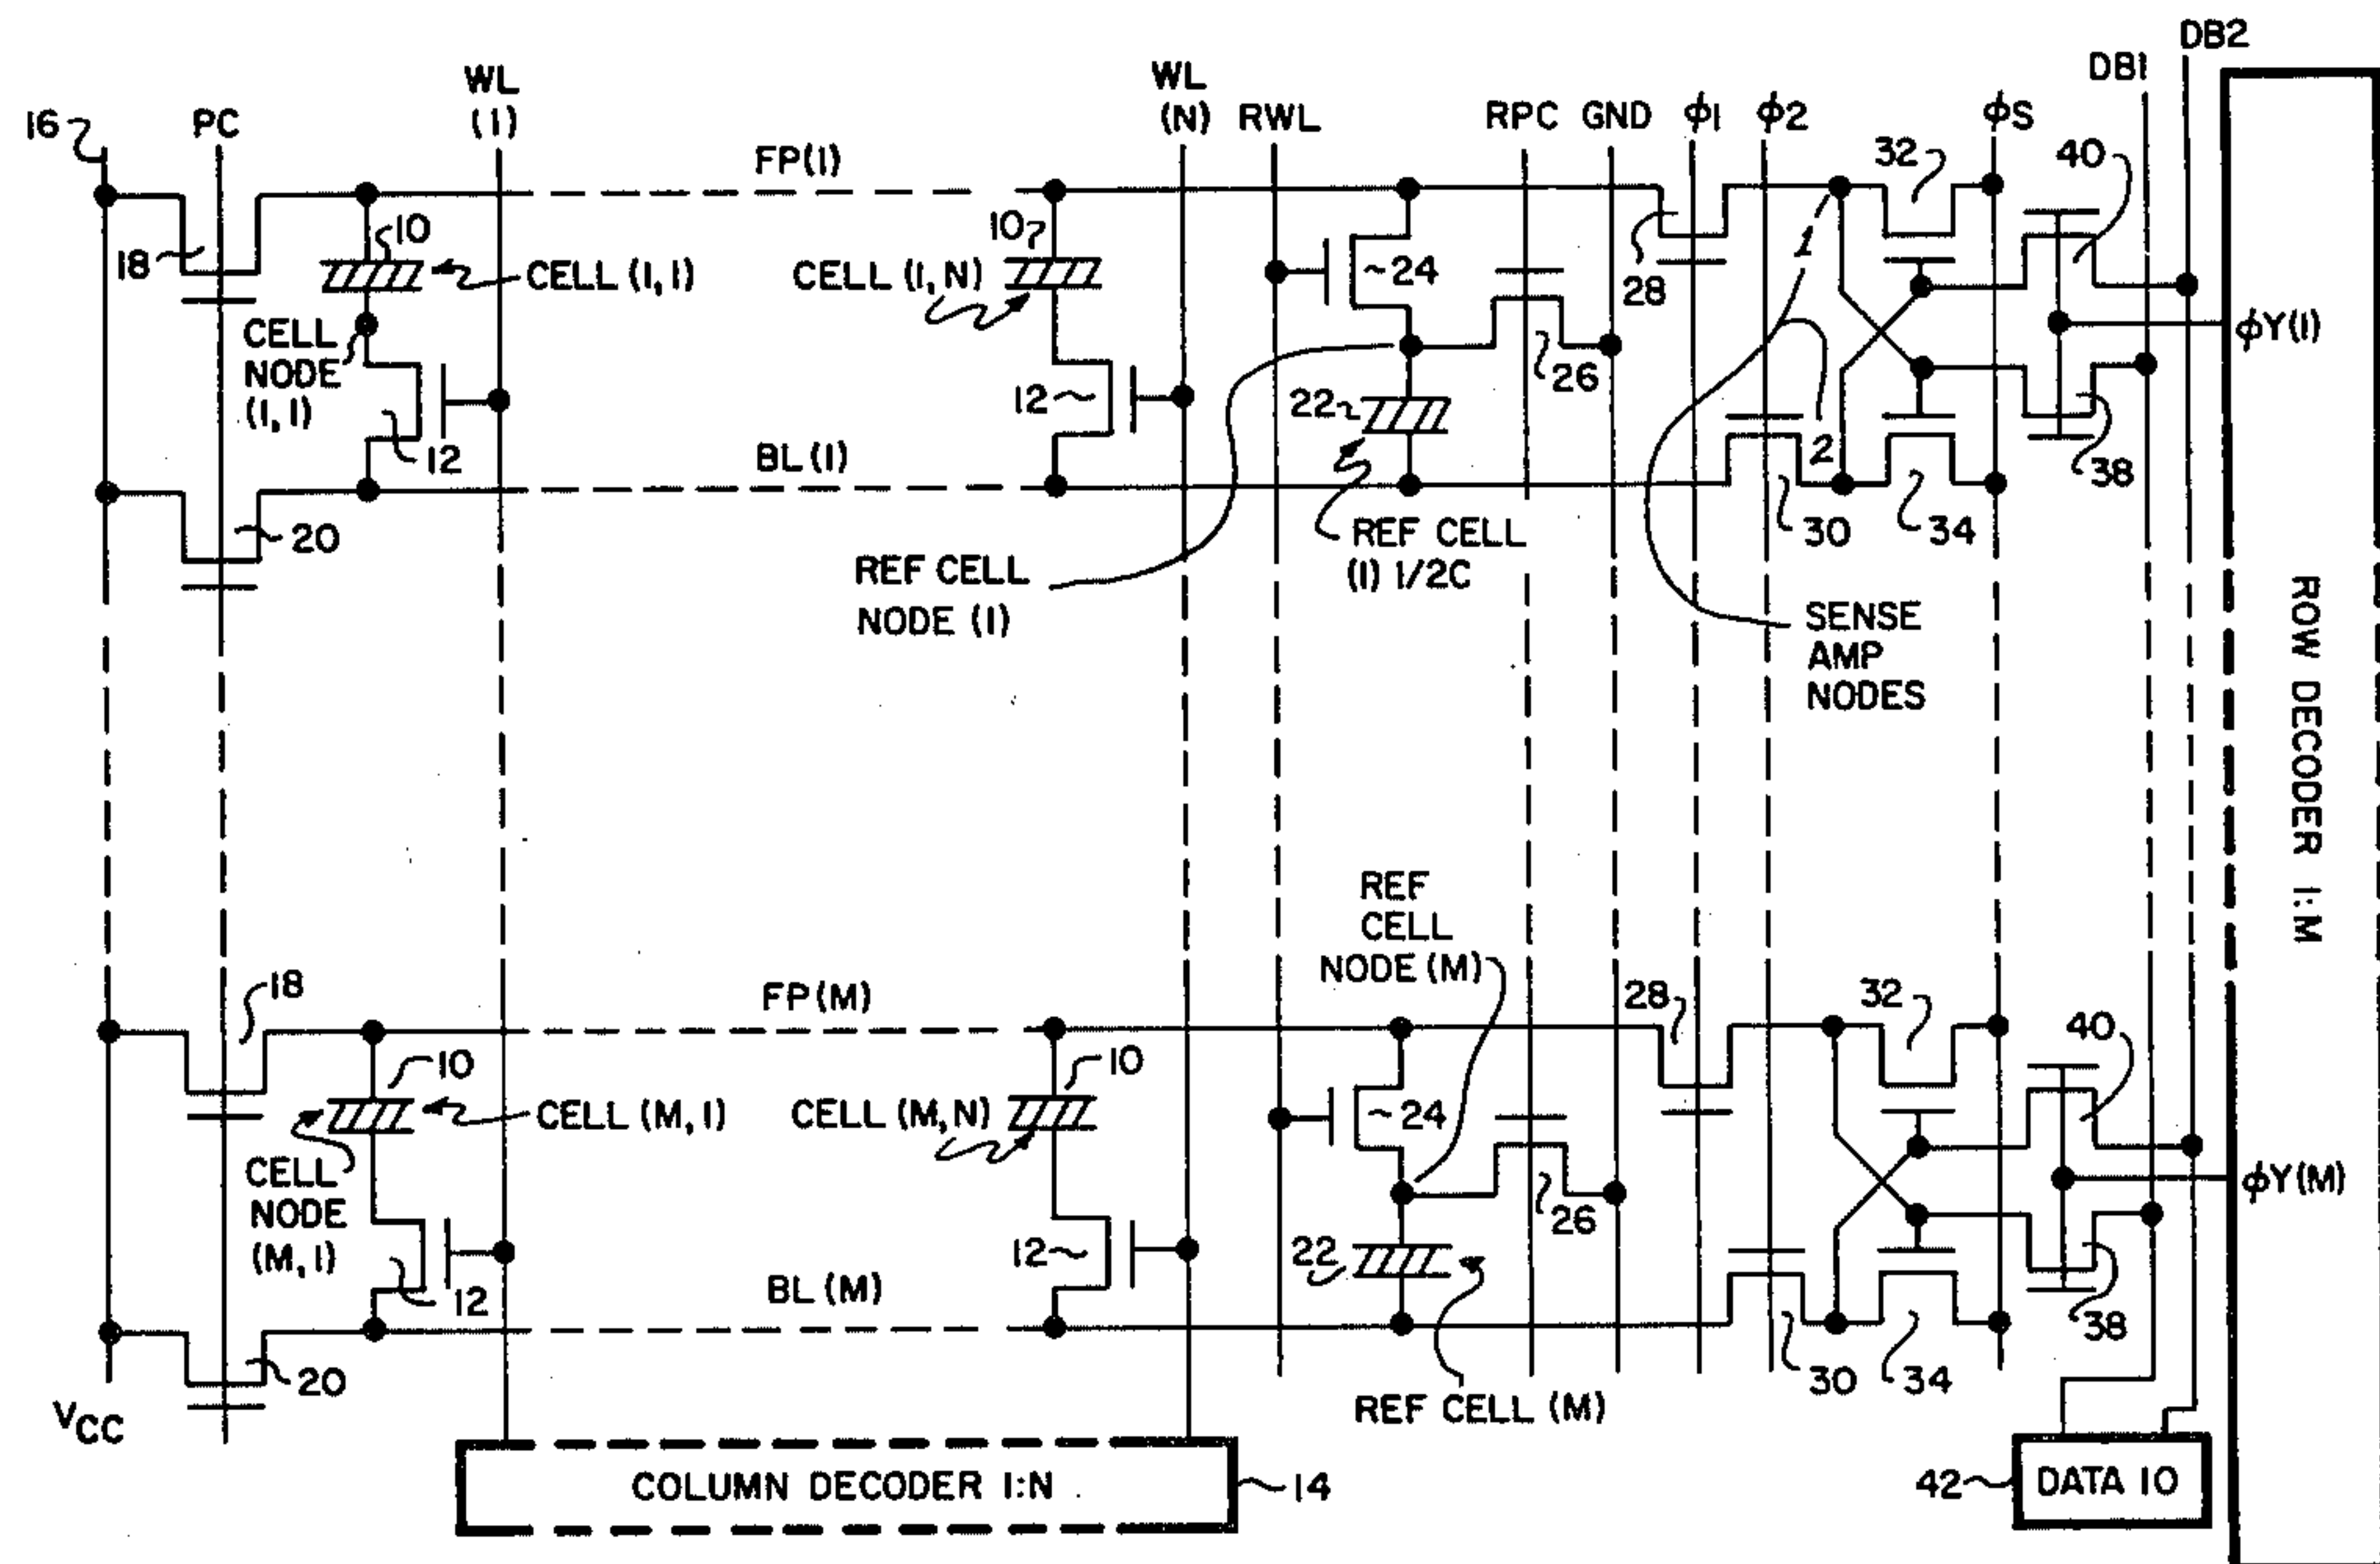 DB2
DB1
WL
(1)
WL
(N)
16
PC
RWL
RPC
GND
ϕ1
ϕ2
ϕS
FP(1)
32
40
10
10
18
CELL (1,1)
CELL (1,N)
24
28
1
CELL
NODE
(1,1)
ϕY(1)
26
12
22
12
BL(1)
2
38
20
REF CELL
(1) 1/2C
30
34
REF CELL
NODE (1)
SENSE
AMP
NODES
ROW DECODER 1:M
REF
CELL
NODE (M)
18
FP(M)
28
32
40
10
10
CELL (M,1)
CELL (M,N)
24
CELL
NODE
(M,1)
ϕY(M)
26
12
22
12
BL(M)
38
20
30
34
REF CELL (M)
VCC
COLUMN DECODER 1:N
14
42
DATA IO